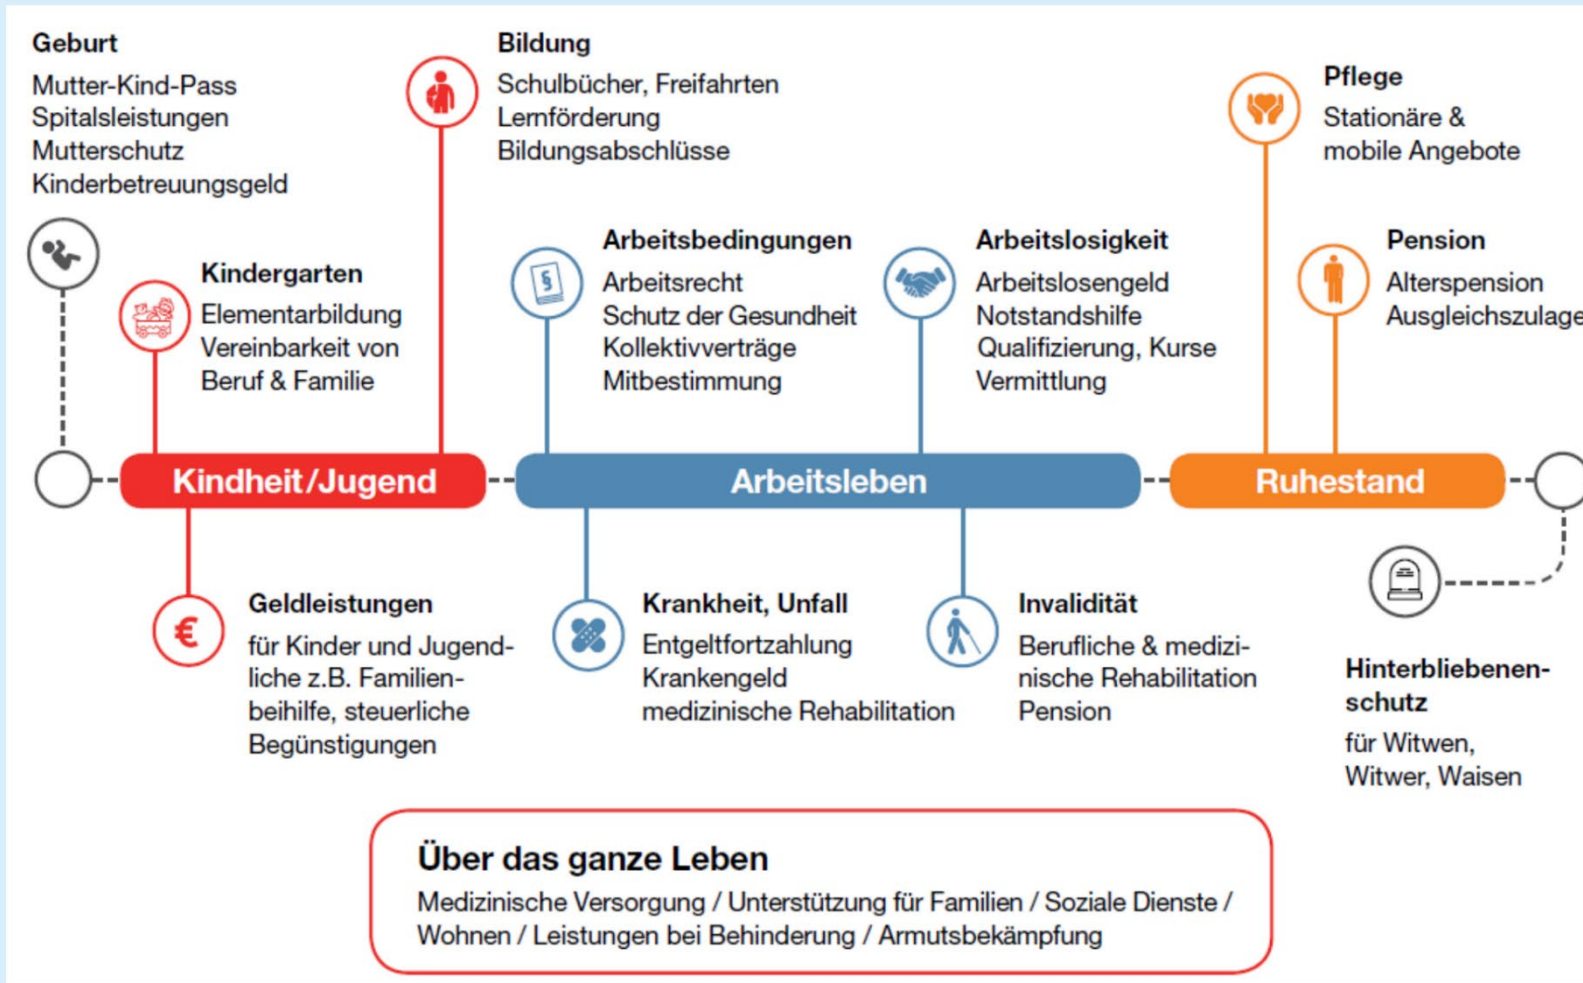 Geburt
Mutter-Kind-Pass
Spitalsleistungen
Mutterschutz
Kinderbetreuungsgeld
Kindergarten
Elementarbildung
Vereinbarkeit von
Beruf & Familie
Bildung
Schulbücher, Freifahrten
Lernförderung
Bildungsabschlüsse
Arbeitsbedingungen
§
Arbeitsrecht
Schutz der Gesundheit
Kollektivverträge
Mitbestimmung
Arbeitslosigkeit
Arbeitslosengeld
Notstandshilfe
Qualifizierung, Kurse
Vermittlung
Pflege
Stationäre &
mobile Angebote
Pension
Alterspension
Ausgleichszulage
Kindheit/Jugend
Arbeitsleben
Ruhestand
€
Geldleistungen
für Kinder und Jugend-
liche z.B. Familien-
beihilfe, steuerliche
Begünstigungen
Krankheit, Unfall
Entgeltfortzahlung
Krankengeld
medizinische Rehabilitation
Invalidität
Berufliche & medizi-
nische Rehabilitation
Pension
Hinterbliebenen-
schutz
für Witwen,
Witwer, Waisen
Über das ganze Leben
Medizinische Versorgung / Unterstützung für Familien / Soziale Dienste /
Wohnen / Leistungen bei Behinderung / Armutsbekämpfung